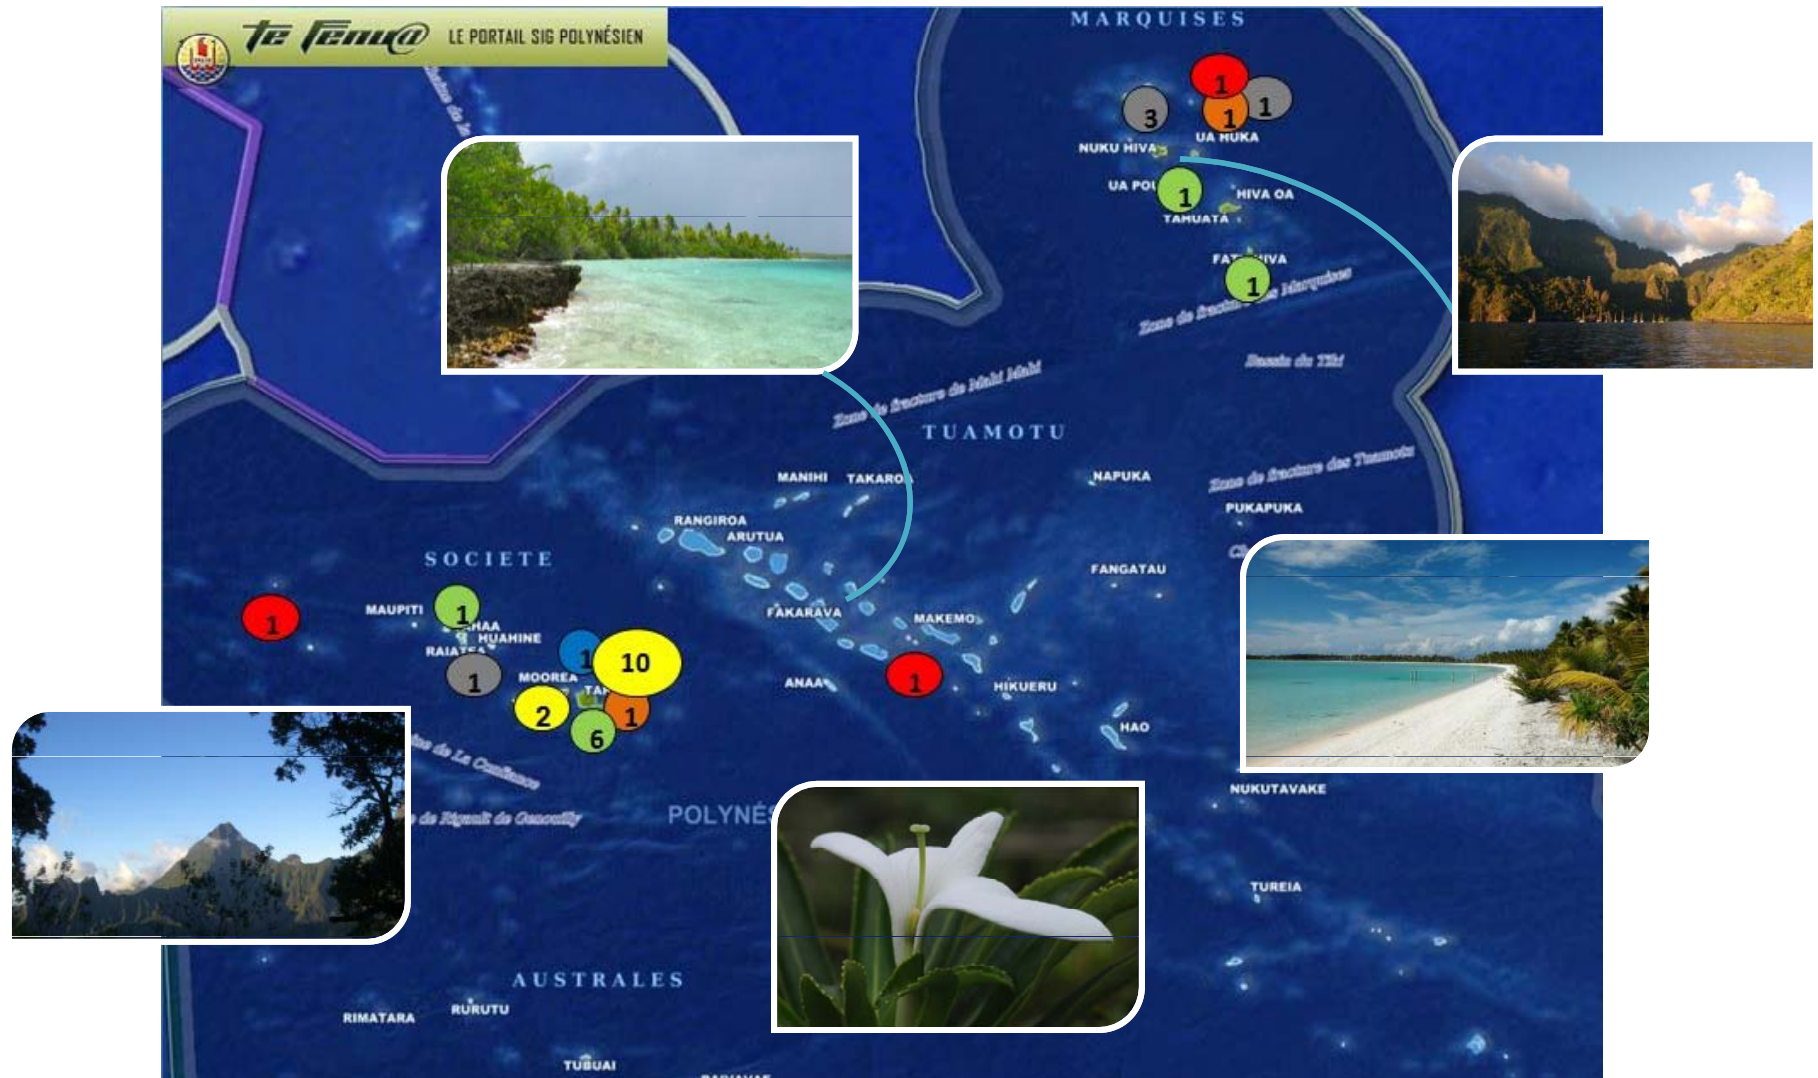 te Fenu@ LE PORTAIL SIG POLYNÉSIEN
MARQUISES
1
1
1
3
UA HUKA
NUKU HIVA
UA POU
1
HIVA OA
TAHUATA
1
Zone de fracture des Marquises
Bassin du Tiki
Zone de fracture de Mahi Mahi
TUAMOTU
Zone de fracture des Tuamotu
MANIHI
TAKAROA
NAPUKA
PUKAPUKA
RANGIROA
ARUTUA
SOCIETE
FANGATAU
MAUPITI
1
1
HUAHINE
FAKARAVA
MAKEMO
1
10
1
MOOREA
ANAA
1
HIKUERU
2
1
6
HAO
de La Confiance
NUKUTAVAKE
de Rigault de Genouilly
TUREIA
AUSTRALES
RURUTU
RIMATARA
TUBUAI